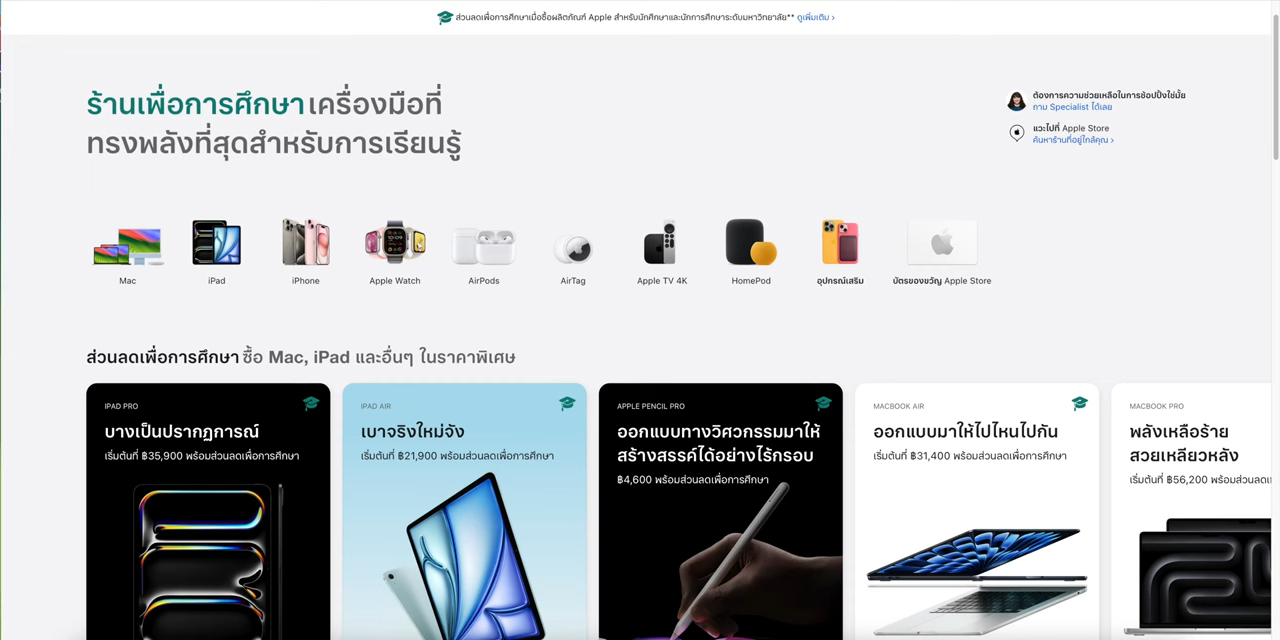 ส่วนลดเพื่อการศึกษาเมื่อซื้อผลิตภัณฑ์ Apple สำหรับนักศึกษาและนักการศึกษาระดับมหาวิทยาลัย** ดูเพิ่มเติม ›
ร้านเพื่อการศึกษา เครื่องมือที่
ทรงพลังที่สุดสำหรับการเรียนรู้
ต้องการความช่วยเหลือในการช้อปปิ้งใช่มั้ย
ถาม Specialist ได้เลย
แวะไปที่ Apple Store
ค้นหาร้านที่อยู่ใกล้คุณ ›
Mac
iPad
iPhone
Apple Watch
AirPods
AirTag
Apple TV 4K
HomePod
อุปกรณ์เสริม
บัตรของขวัญ Apple Store
ส่วนลดเพื่อการศึกษา ซื้อ Mac, iPad และอื่นๆ ในราคาพิเศษ
IPAD PRO
บางเป็นปรากฏการณ์
เริ่มต้นที่ ฿35,900 พร้อมส่วนลดเพื่อการศึกษา
IPAD AIR
เบาจริงใหม่จัง
เริ่มต้นที่ ฿21,900 พร้อมส่วนลดเพื่อการศึกษา
APPLE PENCIL PRO
ออกแบบทางวิศวกรรมมาให้
สร้างสรรค์ได้อย่างไร้กรอบ
฿4,600 พร้อมส่วนลดเพื่อการศึกษา
MACBOOK AIR
ออกแบบมาให้ไปไหนไปกัน
เริ่มต้นที่ ฿31,400 พร้อมส่วนลดเพื่อการศึกษา
MACBOOK PRO
พลังเหลือร้าย
สวยเหลียวหลัง
เริ่มต้นที่ ฿56,200 พร้อมส่วนลดเ